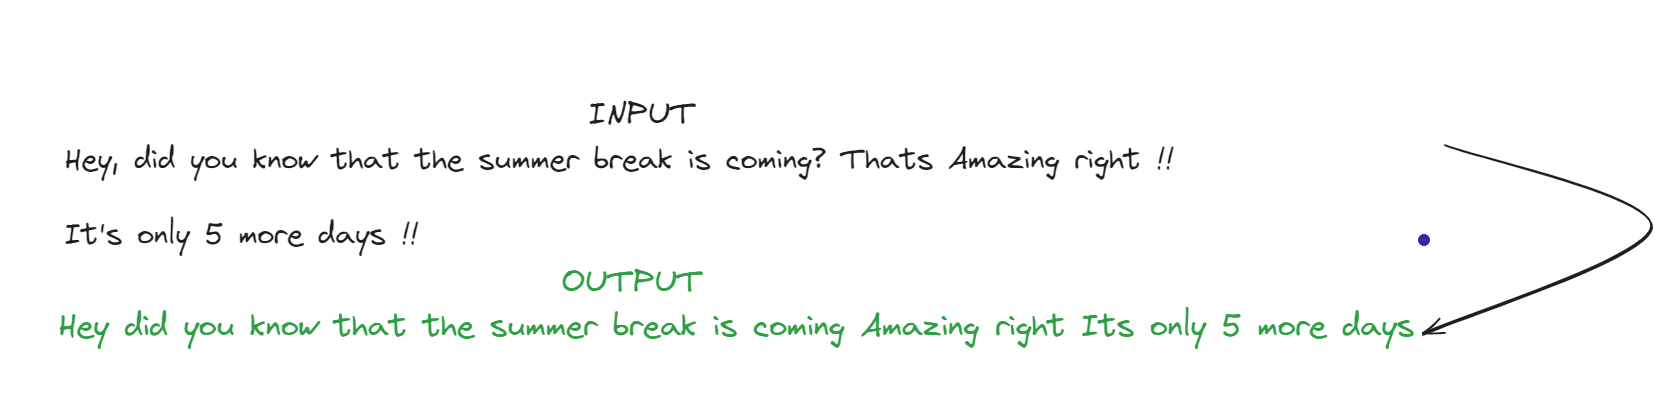 INPUT
Hey, did you know that the summer break is coming? Thats Amazing right !!
It's only 5 more days !!
OUTPUT
Hey did you know that the summer break is coming Amazing right Its only 5 more days